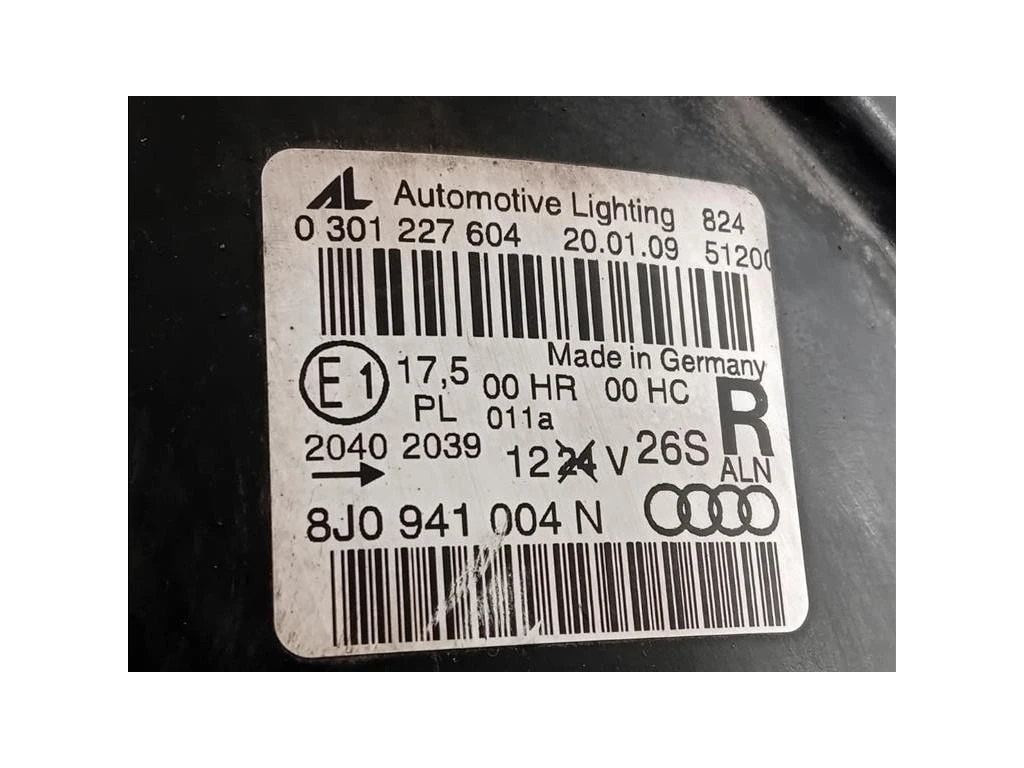 AL Automotive Lighting 824
0 301 227 604 20.01.09 5120
Made in Germany
E1 17,5 00 HR 00 HC R
PL 011a
2040 2039 12 24 V 26S ALN
8J0 941 004 N